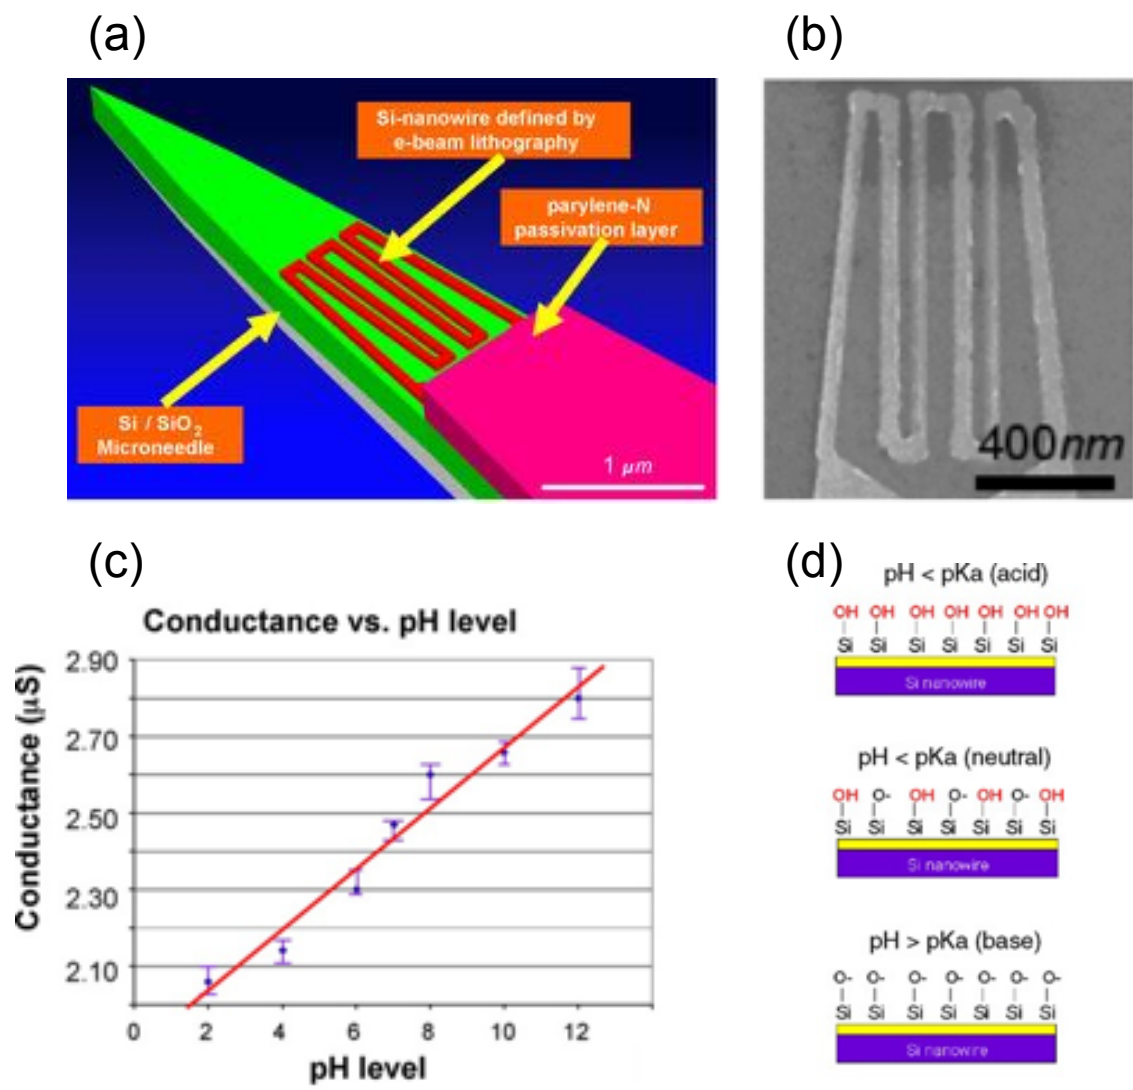 (a)
Si-nanowire defined by
e-beam lithography
parylene-N
passivation layer
Si / SiO2
Microneedle
1 μm
(b)
400nm
(c)
Conductance vs. pH level
Conductance (μS)
2.90
2.70
2.50
2.30
2.10
0 2 4 6 8 10 12
pH level
(d)
pH < pKa (acid)
OH OH OH OH OH OH OH
Si Si Si Si Si Si Si
Si nanowire
pH < pKa (neutral)
OH O- OH O- OH O- OH
Si Si Si Si Si Si Si
Si nanowire
pH > pKa (base)
O- O- O- O- O- O- O-
Si Si Si Si Si Si Si
Si nanowire